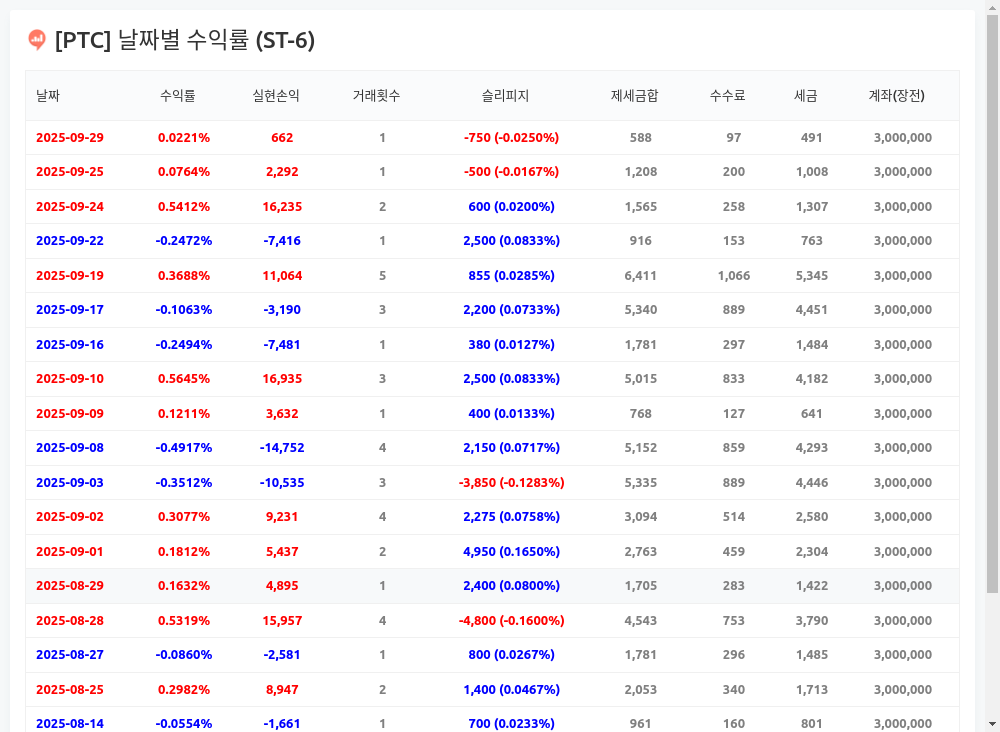 [PTC] 날짜별 수익률 (ST-6)
날짜 수익률 실현손익 거래횟수 슬리피지 제세금합 수수료 세금 계좌(장전)
2025-09-29 0.0221% 662 1 -750 (-0.0250%) 588 97 491 3,000,000
2025-09-25 0.0764% 2,292 1 -500 (-0.0167%) 1,208 200 1,008 3,000,000
2025-09-24 0.5412% 16,235 2 600 (0.0200%) 1,565 258 1,307 3,000,000
2025-09-22 -0.2472% -7,416 1 2,500 (0.0833%) 916 153 763 3,000,000
2025-09-19 0.3688% 11,064 5 855 (0.0285%) 6,411 1,066 5,345 3,000,000
2025-09-17 -0.1063% -3,190 3 2,200 (0.0733%) 5,340 889 4,451 3,000,000
2025-09-16 -0.2494% -7,481 1 380 (0.0127%) 1,781 297 1,484 3,000,000
2025-09-10 0.5645% 16,935 3 2,500 (0.0833%) 5,015 833 4,182 3,000,000
2025-09-09 0.1211% 3,632 1 400 (0.0133%) 768 127 641 3,000,000
2025-09-08 -0.4917% -14,752 4 2,150 (0.0717%) 5,152 859 4,293 3,000,000
2025-09-03 -0.3512% -10,535 3 -3,850 (-0.1283%) 5,335 889 4,446 3,000,000
2025-09-02 0.3077% 9,231 4 2,275 (0.0758%) 3,094 514 2,580 3,000,000
2025-09-01 0.1812% 5,437 2 4,950 (0.1650%) 2,763 459 2,304 3,000,000
2025-08-29 0.1632% 4,895 1 2,400 (0.0800%) 1,705 283 1,422 3,000,000
2025-08-28 0.5319% 15,957 4 -4,800 (-0.1600%) 4,543 753 3,790 3,000,000
2025-08-27 -0.0860% -2,581 1 800 (0.0267%) 1,781 296 1,485 3,000,000
2025-08-25 0.2982% 8,947 2 1,400 (0.0467%) 2,053 340 1,713 3,000,000
2025-08-14 -0.0554% -1,661 1 700 (0.0233%) 961 160 801 3,000,000